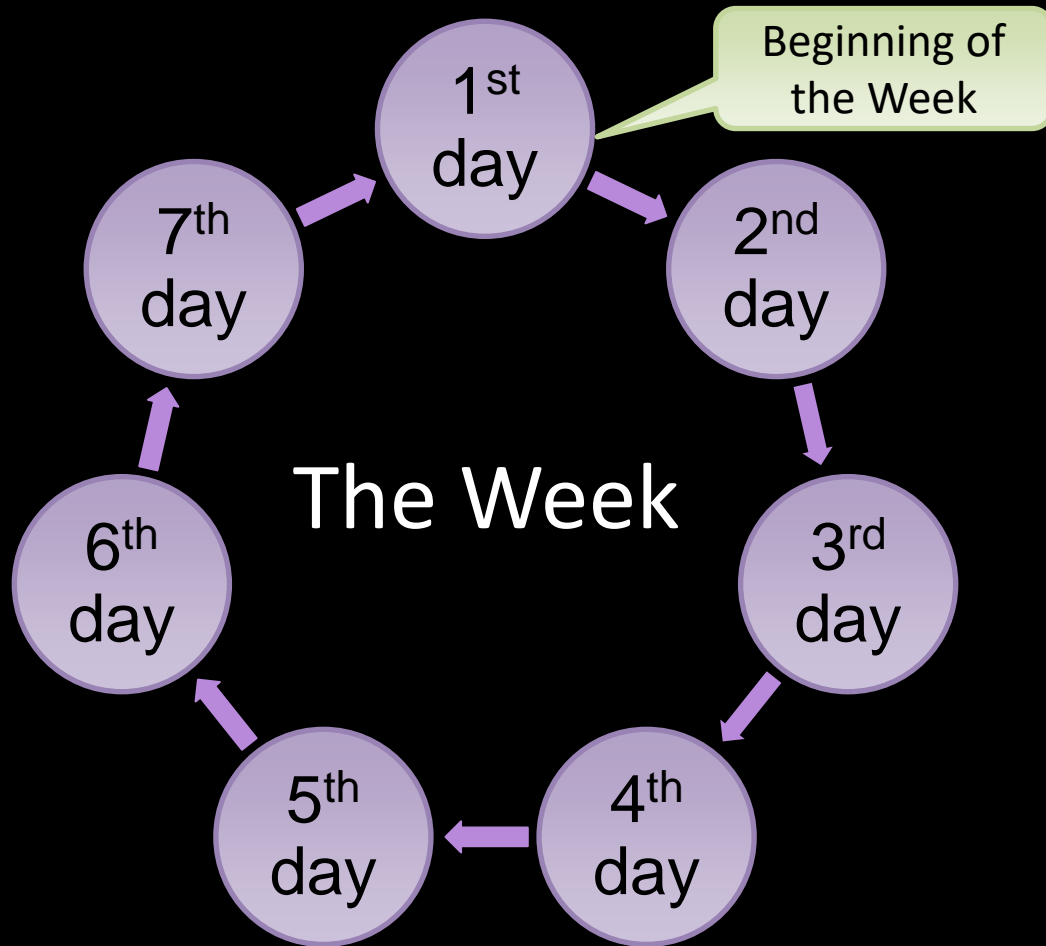 Beginning of
the Week
1st
day
2nd
day
3rd
day
4th
day
5th
day
6th
day
7th
day
The Week